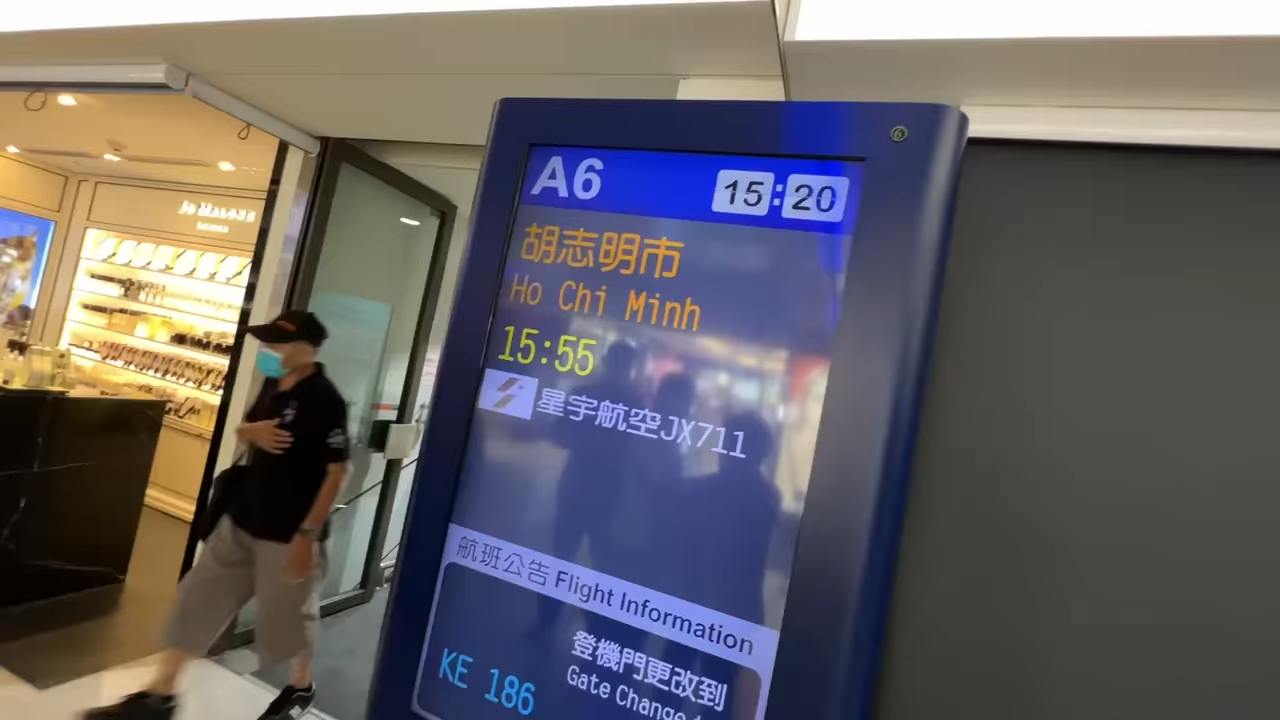 Jo Malone
London
A6
15:20
胡志明市
Ho Chi Minh
15:55
星宇航空JX711
航班公告 Flight Information
登機門更改到
Gate Change
KE 186